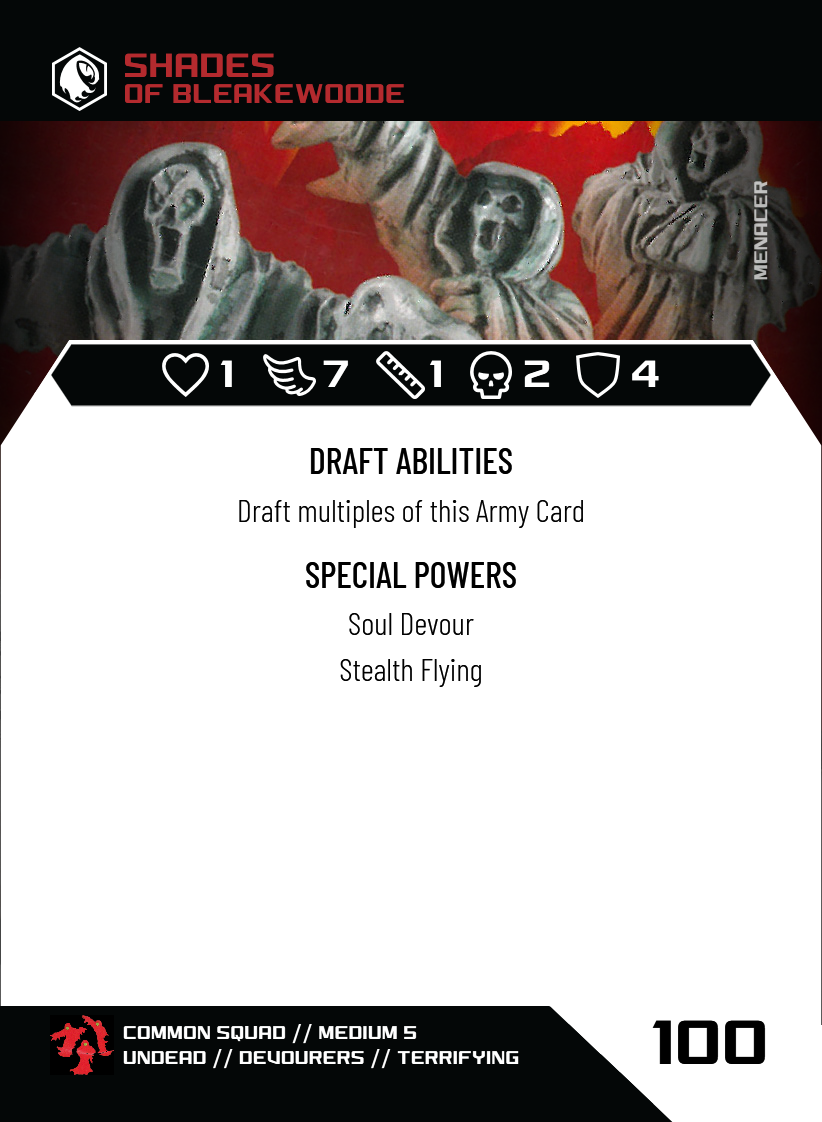 SHADES
OF BLEAKEWOODE
MENACER
1 7 1 2 4
DRAFT ABILITIES
Draft multiples of this Army Card
SPECIAL POWERS
Soul Devour
Stealth Flying
COMMON SQUAD // MEDIUM 5
UNDEAD // DEVOURERS // TERRIFYING
100